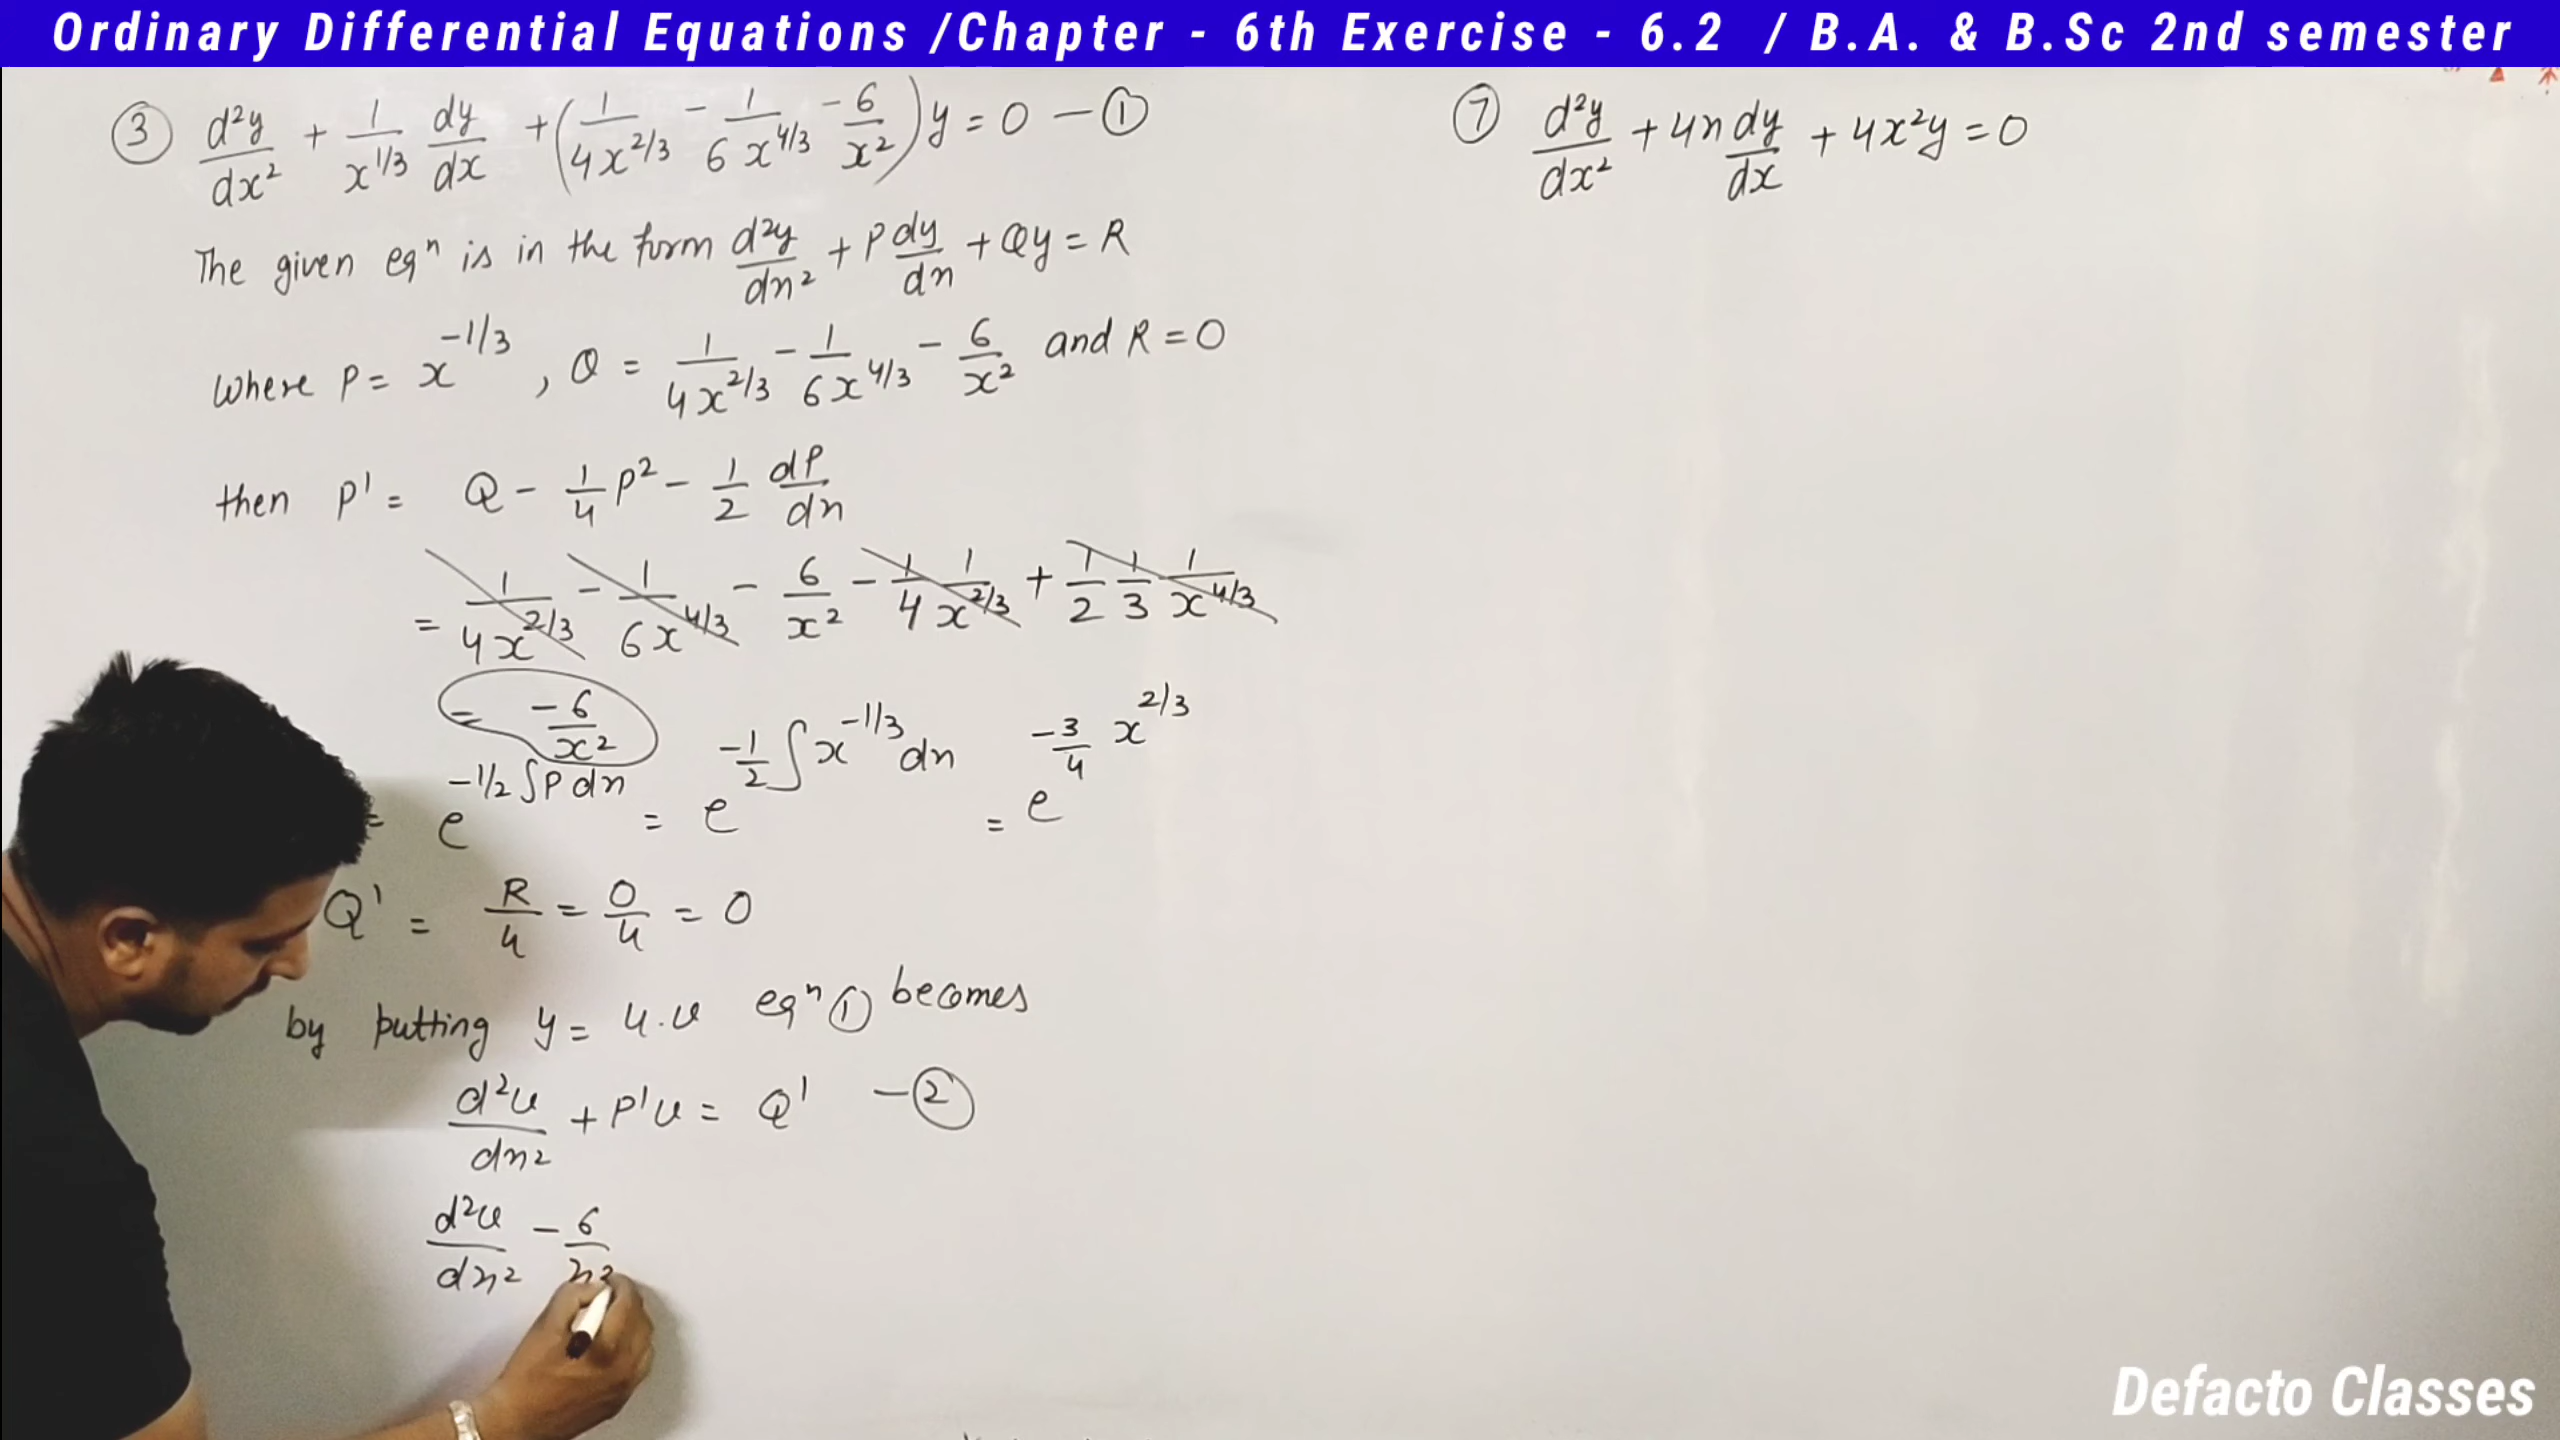 Ordinary Differential Equations /Chapter - 6th Exercise - 6.2 / B.A. & B.Sc 2nd semester
③ d²y/dx² + 1/x^{1/3} dy/dx + (1/4x^{2/3} - 1/6x^{4/3} - 6/x²) y = 0 — ①
The given eqⁿ is in the form d²y/dx² + P dy/dx + Qy = R
Where P = x^{-1/3} , Q = 1/4x^{2/3} - 1/6x^{4/3} - 6/x² and R = 0
then P' = Q - 1/4 P² - 1/2 dP/dx
= 1/4x^{2/3} - 1/6x^{4/3} - 6/x² - 1/4 1/x^{2/3} + 1/2 1/3 1/x^{4/3}
= -6/x²
= e^{-1/2 ∫P dx} = e^{-1/2 ∫x^{-1/3} dx} = e^{-3/4 x^{2/3}}
Q' = R/u = 0/u = 0
by putting y = u.v eqⁿ ① becomes
d²v/dx² + P'v = Q' — ②
d²v/dx² - 6/x²
⑦ d²y/dx² + 4x dy/dx + 4x²y = 0
Defacto Classes